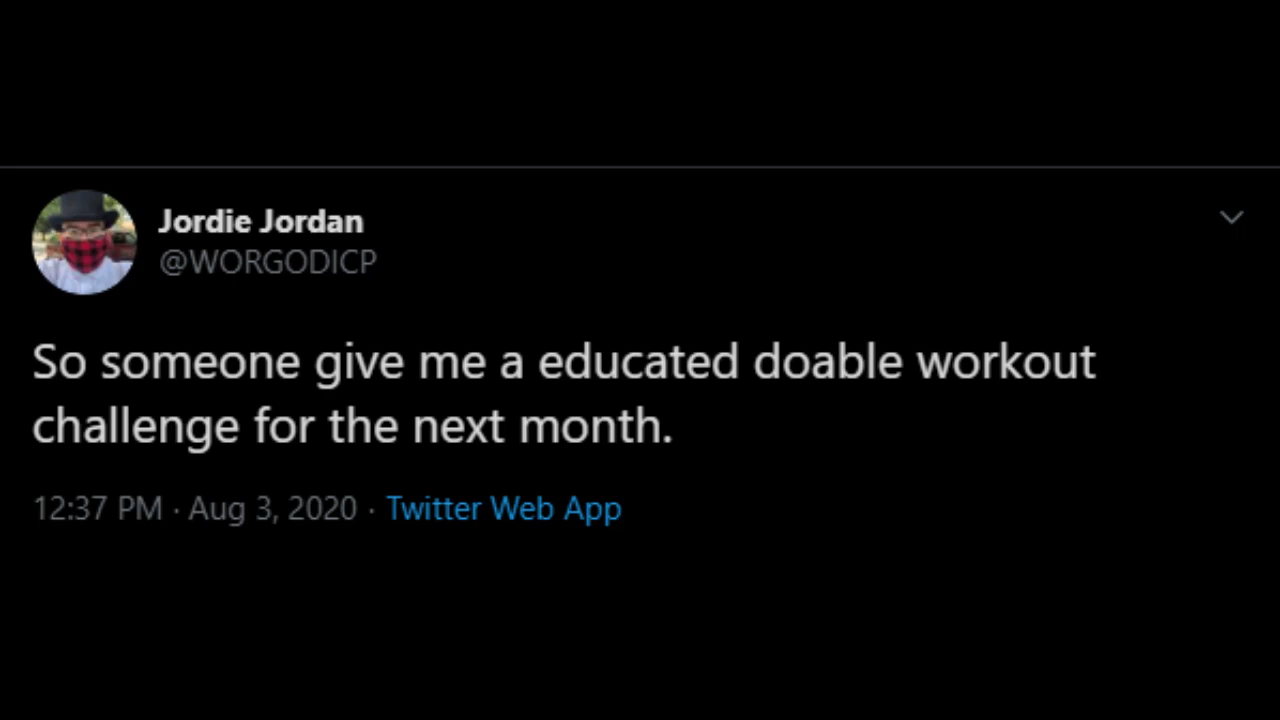 Jordie Jordan
@WORGODICP
So someone give me a educated doable workout
challenge for the next month.
12:37 PM · Aug 3, 2020 · Twitter Web App